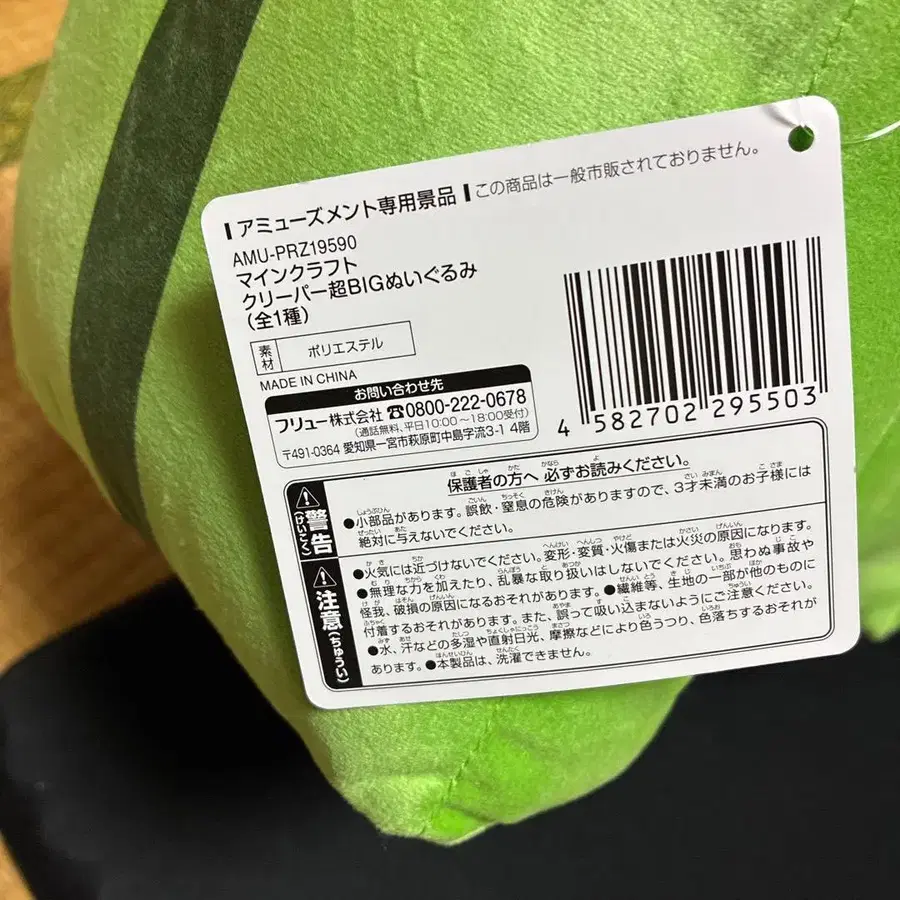 アミューズメント専用景品 この商品は一般市販されておりません。
AMU-PRZ19590
マインクラフト
クリーパー超BIGぬいぐるみ
(全1種)
素材 ポリエステル
MADE IN CHINA
お問い合わせ先
フリュー株式会社 ☎0800-222-0678
(通話無料、平日10:00~18:00受付)
〒491-0364 愛知県一宮市萩原町中島字流3-1 4階
4 582702 295503
保護者の方へ 必ずお読みください。
警告(けいこく)
●小部品があります。誤飲・窒息の危険がありますので、3才未満のお子様には
絶対に与えないでください。
注意(ちゅうい)
●火気には近づけないでください。変形・変質・火傷または火災の原因になります。
●無理な力を加えたり、乱暴な取り扱いはしないでください。思わぬ事故や
怪我、破損の原因になるおそれがあります。●繊維等、生地の一部が他のものに
付着するおそれがあります。また、誤って吸い込まないようにご注意ください。
●水、汗などの多湿や直射日光、摩擦などにより色うつり、色落ちするおそれが
あります。●本製品は、洗濯できません。